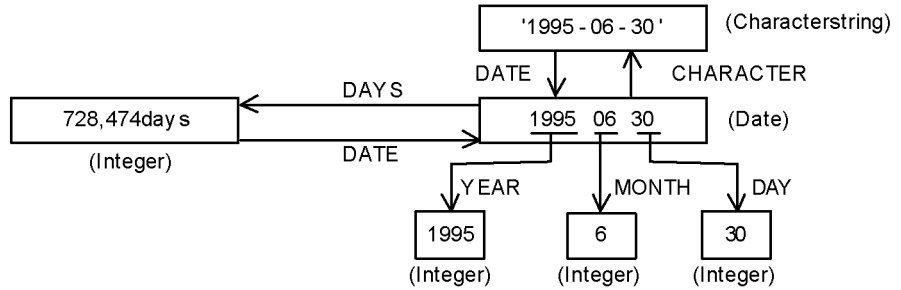 '1995-06-30'
(Characterstring)
DATE
CHARACTER
DAYS
728,474days
1995 06 30
(Date)
(Integer)
DATE
YEAR
MONTH
DAY
1995
6
30
(Integer)
(Integer)
(Integer)